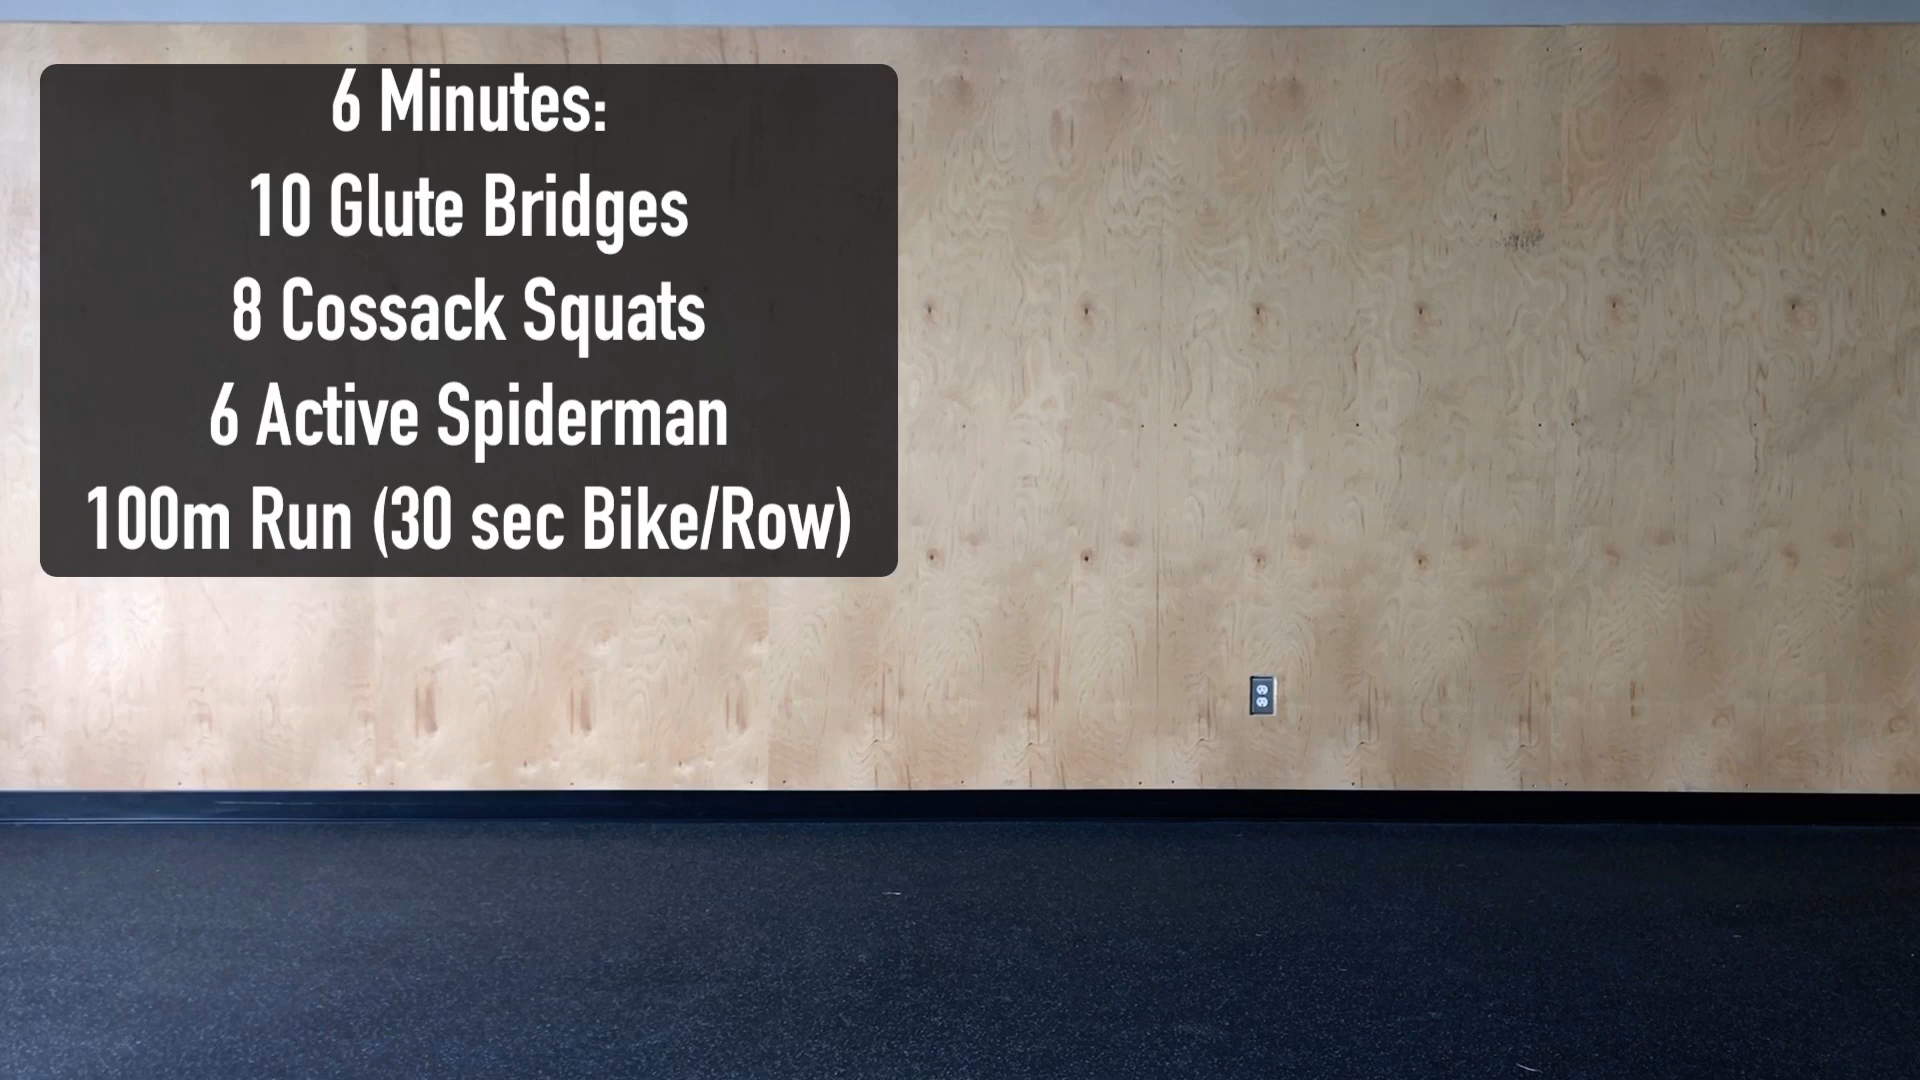 6 Minutes:
10 Glute Bridges
8 Cossack Squats
6 Active Spiderman
100m Run (30 sec Bike/Row)